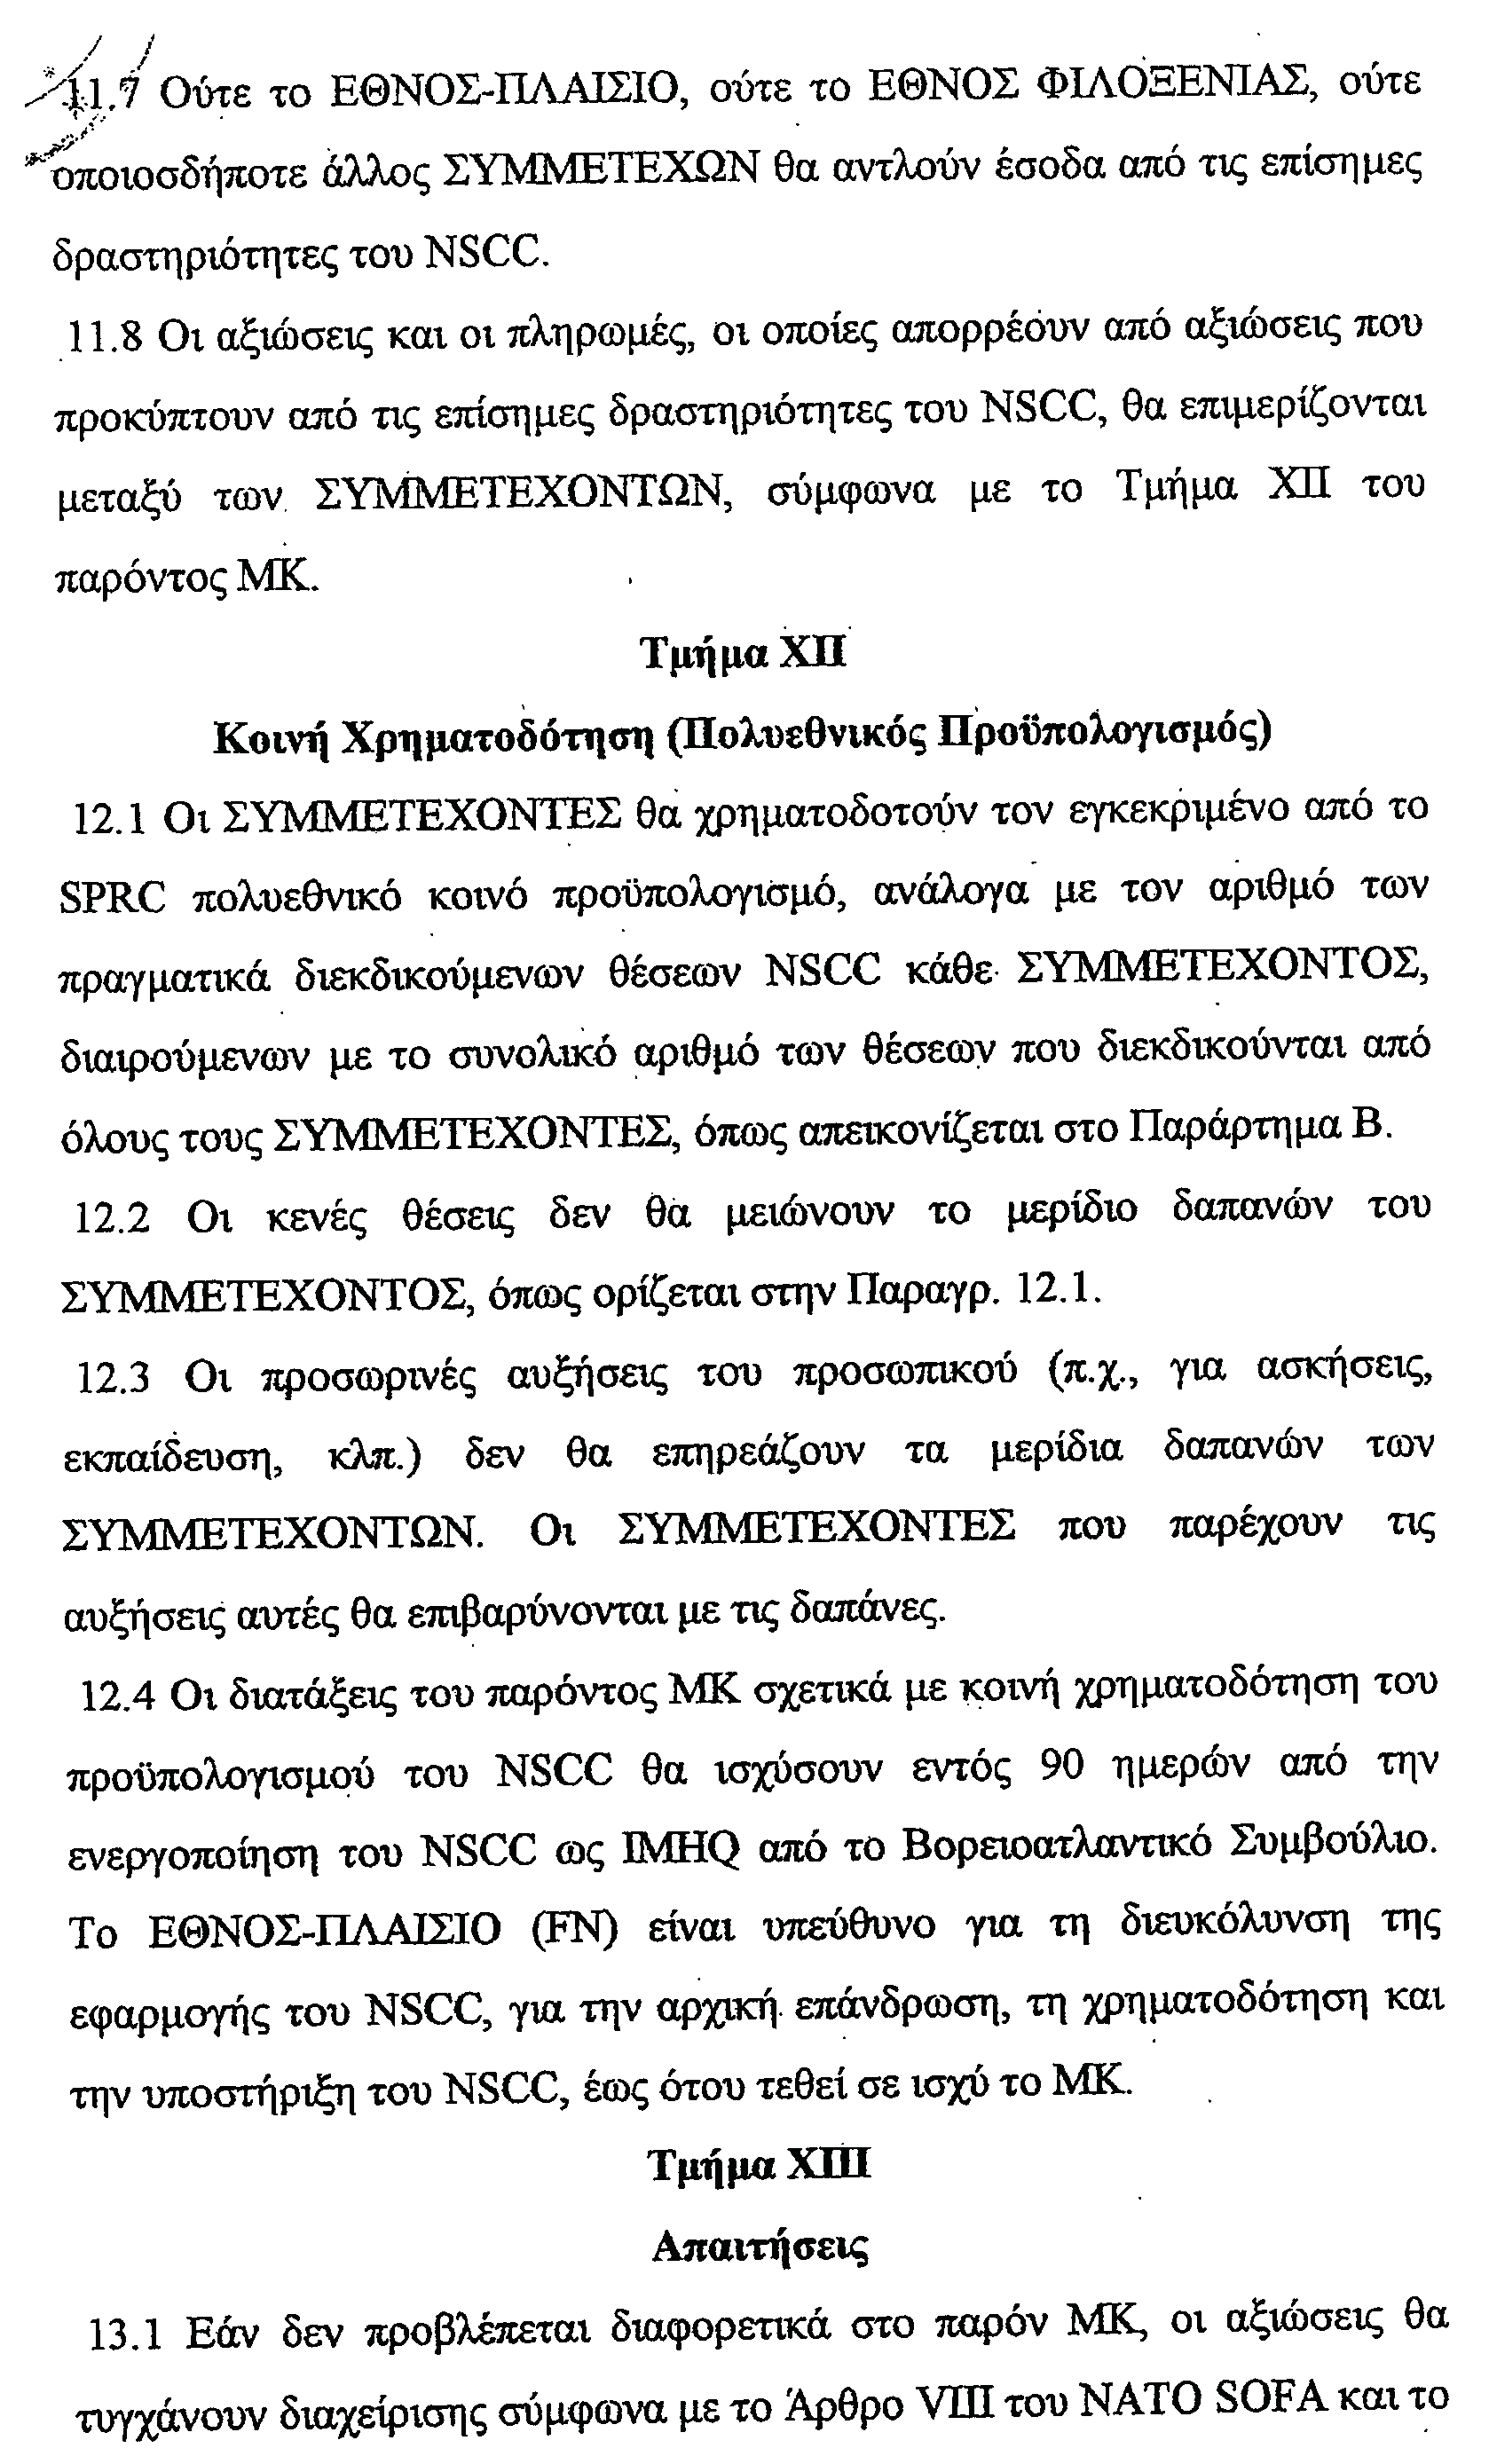 11.7 Ούτε το ΕΘΝΟΣ-ΠΛΑΙΣΙΟ, ούτε το ΕΘΝΟΣ ΦΙΛΟΞΕΝΙΑΣ, ούτε
οποιοσδήποτε άλλος ΣΥΜΜΕΤΕΧΩΝ θα αντλούν έσοδα από τις επίσημες
δραστηριότητες του NSCC.
11.8 Οι αξιώσεις και οι πληρωμές, οι οποίες απορρέουν από αξιώσεις που
προκύπτουν από τις επίσημες δραστηριότητες του NSCC, θα επιμερίζονται
μεταξύ των ΣΥΜΜΕΤΕΧΟΝΤΩΝ, σύμφωνα με το Τμήμα XII του
παρόντος ΜΚ.
Τμήμα XII
Κοινή Χρηματοδότηση (Πολυεθνικός Προϋπολογισμός)
12.1 Οι ΣΥΜΜΕΤΕΧΟΝΤΕΣ θα χρηματοδοτούν τον εγκεκριμένο από το
SPRC πολυεθνικό κοινό προϋπολογισμό, ανάλογα με τον αριθμό των
πραγματικά διεκδικούμενων θέσεων NSCC κάθε ΣΥΜΜΕΤΕΧΟΝΤΟΣ,
διαιρούμενων με το συνολικό αριθμό των θέσεων που διεκδικούνται από
όλους τους ΣΥΜΜΕΤΕΧΟΝΤΕΣ, όπως απεικονίζεται στο Παράρτημα Β.
12.2 Οι κενές θέσεις δεν θα μειώνουν το μερίδιο δαπανών του
ΣΥΜΜΕΤΕΧΟΝΤΟΣ, όπως ορίζεται στην Παραγρ. 12.1.
12.3 Οι προσωρινές αυξήσεις του προσωπικού (π.χ., για ασκήσεις,
εκπαίδευση, κλπ.) δεν θα επηρεάζουν τα μερίδια δαπανών των
ΣΥΜΜΕΤΕΧΟΝΤΩΝ. Οι ΣΥΜΜΕΤΕΧΟΝΤΕΣ που παρέχουν τις
αυξήσεις αυτές θα επιβαρύνονται με τις δαπάνες.
12.4 Οι διατάξεις του παρόντος ΜΚ σχετικά με κοινή χρηματοδότηση του
προϋπολογισμού του NSCC θα ισχύσουν εντός 90 ημερών από την
ενεργοποίηση του NSCC ως IMHQ από το Βορειοατλαντικό Συμβούλιο.
Το ΕΘΝΟΣ-ΠΛΑΙΣΙΟ (FN) είναι υπεύθυνο για τη διευκόλυνση της
εφαρμογής του NSCC, για την αρχική επάνδρωση, τη χρηματοδότηση και
την υποστήριξη του NSCC, έως ότου τεθεί σε ισχύ το ΜΚ.
Τμήμα XIII
Απαιτήσεις
13.1 Εάν δεν προβλέπεται διαφορετικά στο παρόν ΜΚ, οι αξιώσεις θα
τυγχάνουν διαχείρισης σύμφωνα με το Άρθρο VIII του NATO SOFA και το